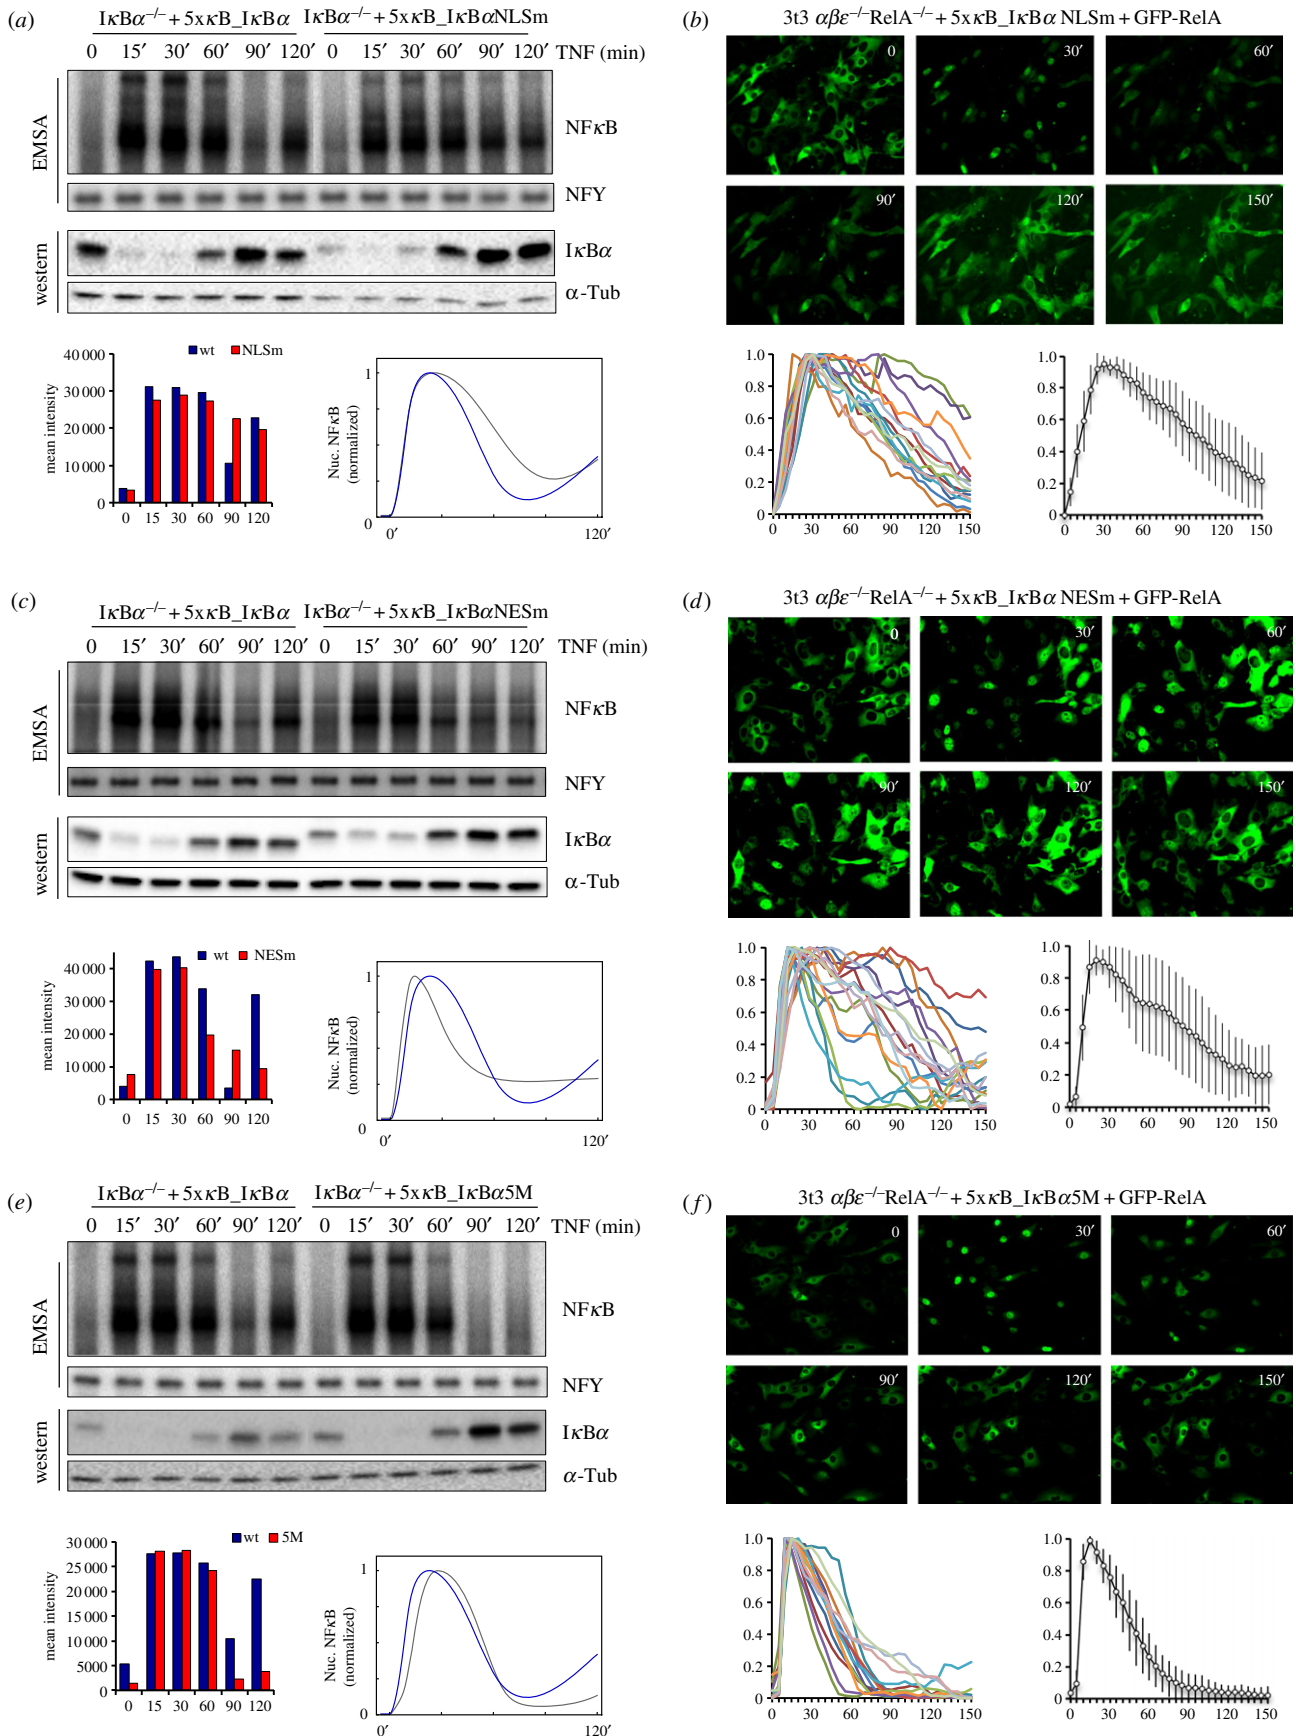 (a)
IκBα−/− + 5xκB_IκBα IκBα−/− + 5xκB_IκBαNLSm
0 15′ 30′ 60′ 90′ 120′ 0 15′ 30′ 60′ 90′ 120′ TNF (min)
EMSA
NFκB
NFY
western
IκBα
α-Tub
wt NLSm
mean intensity
40 000
30 000
20 000
10 000
0
0 15 30 60 90 120
Nuc. NFκB
(normalized)
1
0
0′ 120′
(b)
3t3 αβε−/−RelA−/− + 5xκB_IκBα NLSm + GFP-RelA
0 30′ 60′
90′ 120′ 150′
1.0
0.8
0.6
0.4
0.2
0
0 30 60 90 120 150
1.0
0.8
0.6
0.4
0.2
0
0 30 60 90 120 150
(c)
IκBα−/− + 5xκB_IκBα IκBα−/− + 5xκB_IκBαNESm
0 15′ 30′ 60′ 90′ 120′ 0 15′ 30′ 60′ 90′ 120′ TNF (min)
EMSA
NFκB
NFY
western
IκBα
α-Tub
wt NESm
mean intensity
40 000
30 000
20 000
10 000
0
0 15 30 60 90 120
Nuc. NFκB
(normalized)
1
0
0′ 120′
(d)
3t3 αβε−/−RelA−/− + 5xκB_IκBα NESm + GFP-RelA
0 30′ 60′
90′ 120′ 150′
1.0
0.8
0.6
0.4
0.2
0
0 30 60 90 120 150
1.0
0.8
0.6
0.4
0.2
0
0 30 60 90 120 150
(e)
IκBα−/− + 5xκB_IκBα IκBα−/− + 5xκB_IκBα5M
0 15′ 30′ 60′ 90′ 120′ 0 15′ 30′ 60′ 90′ 120′ TNF (min)
EMSA
NFκB
NFY
western
IκBα
α-Tub
wt 5M
mean intensity
30 000
25 000
20 000
15 000
10 000
5000
0
0 15 30 60 90 120
Nuc. NFκB
(normalized)
1
0
0′ 120′
(f)
3t3 αβε−/−RelA−/− + 5xκB_IκBα5M + GFP-RelA
0 30′ 60′
90′ 120′ 150′
1.0
0.8
0.6
0.4
0.2
0
0 30 60 90 120 150
1.0
0.8
0.6
0.4
0.2
0
0 30 60 90 120 150